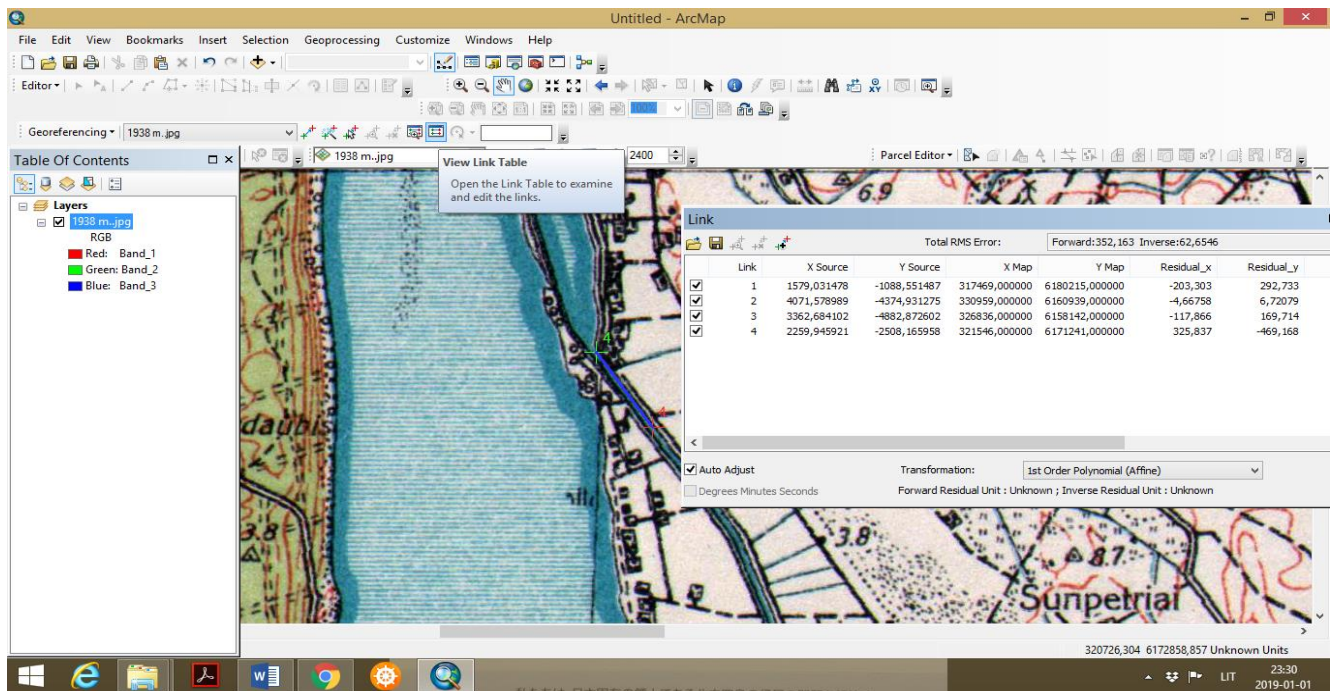 Untitled - ArcMap
File Edit View Bookmarks Insert Selection Geoprocessing Customize Windows Help
Editor
100%
Georeferencing 1938 m..jpg
Table Of Contents
1938 m..jpg
2400
Parcel Editor
View Link Table
Open the Link Table to examine
and edit the links.
Layers
1938 m..jpg
RGB
Red: Band_1
Green: Band_2
Blue: Band_3
6.9
Link
Total RMS Error: Forward:352,163 Inverse:62,6546
Link X Source Y Source X Map Y Map Residual_x Residual_y
1 1579,031478 -1088,551487 317469,000000 6180215,000000 -203,303 292,733
2 4071,578989 -4374,931275 330959,000000 6160939,000000 -4,66758 6,72079
3 3362,684102 -4882,872602 326836,000000 6158142,000000 -117,866 169,714
4 2259,945921 -2508,165958 321546,000000 6171241,000000 325,837 -469,168
4
4
daubis
Auto Adjust Transformation: 1st Order Polynomial (Affine)
Degrees Minutes Seconds Forward Residual Unit : Unknown ; Inverse Residual Unit : Unknown
3.8
3.8
8.7
Sunpetrial
320726,304 6172858,857 Unknown Units
LIT
23:30
2019-01-01